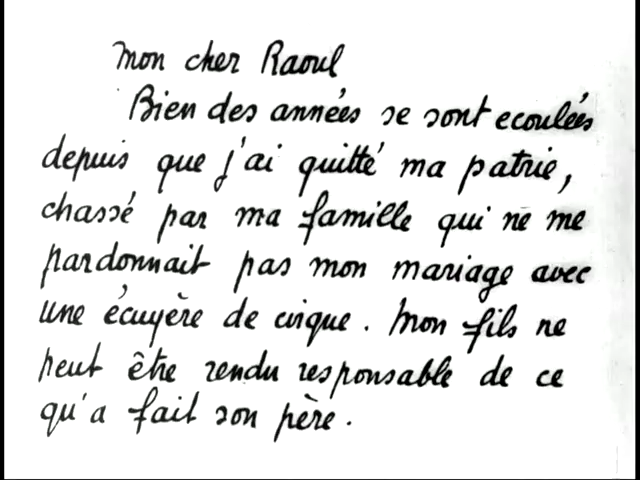 Mon cher Raoul
Bien des années se sont ecoulées
depuis que j'ai quitté ma patrie,
chassé par ma famille qui ne me
pardonnait pas mon mariage avec
une écuyère de cirque. Mon fils ne
peut être rendu responsable de ce
qu'a fait son père.